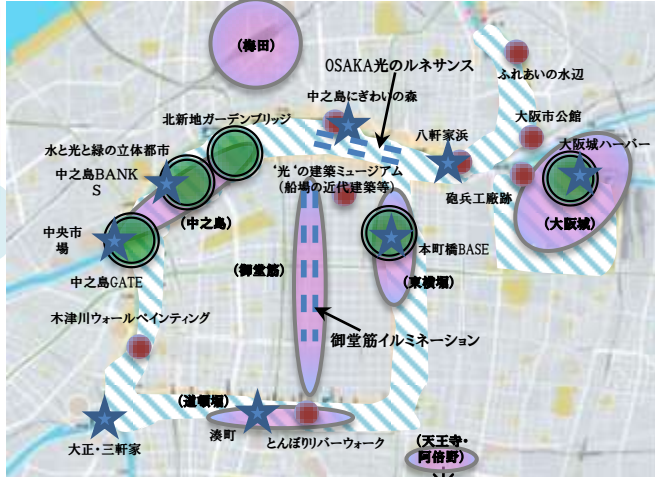 (梅田)
OSAKA光のルネサンス
ふれあいの水辺
中之島にぎわいの森
北新地ガーデンブリッジ
大阪市公館
八軒家浜
大阪城ハーバー
水と光と緑の立体都市
中之島BANK
S
‘光‘の建築ミュージアム
(船場の近代建築等)
砲兵工廠跡
(中之島)
(大阪城)
中央市
場
本町橋BASE
(御堂筋)
(東横堀)
中之島GATE
木津川ウォールペインティング
御堂筋イルミネーション
(道頓堀)
湊町
とんぼりリバーウォーク
大正・三軒家
(天王寺・
阿倍野)